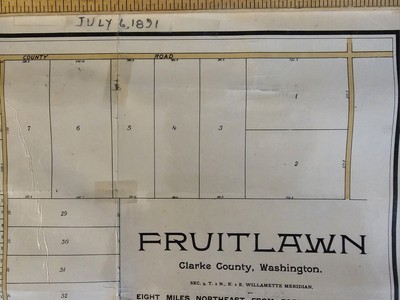 JULY 6, 1891
COUNTY ROAD
1
7 6 5 4 3
2
29
30
31
32
FRUITLAWN
Clarke County, Washington.
SEC. 3, T. 2 N., R. 2 E. WILLAMETTE MERIDIAN,
EIGHT MILES NORTHEAST FROM